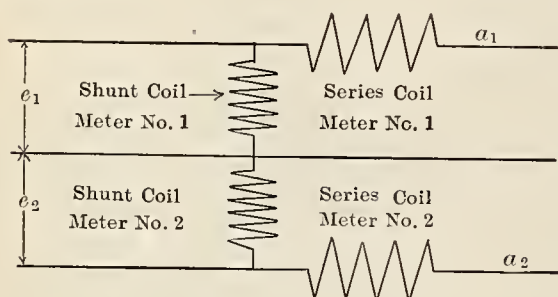 a1
e1
Shunt Coil
Meter No. 1
Series Coil
Meter No. 1
e2
Shunt Coil
Meter No. 2
Series Coil
Meter No. 2
a2